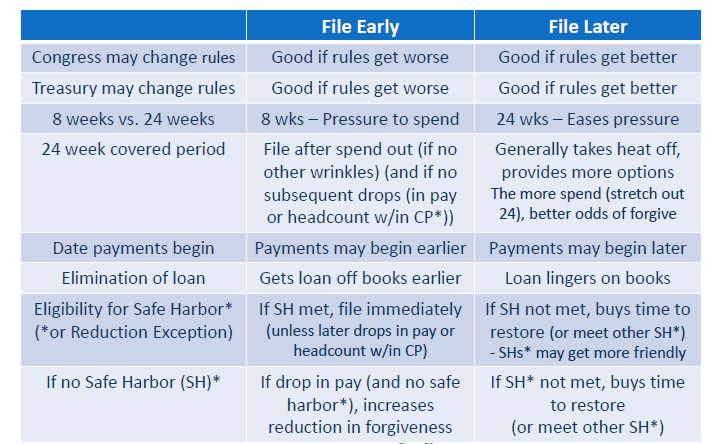 File Early File Later
Congress may change rules Good if rules get worse Good if rules get better
Treasury may change rules Good if rules get worse Good if rules get better
8 weeks vs. 24 weeks 8 wks – Pressure to spend 24 wks – Eases pressure
24 week covered period
File after spend out (if no
other wrinkles) (and if no
subsequent drops (in pay
or headcount w/in CP*))
Generally takes heat off,
provides more options
The more spend (stretch out
24), better odds of forgive
Date payments begin Payments may begin earlier Payments may begin later
Elimination of loan Gets loan off books earlier Loan lingers on books
Eligibility for Safe Harbor*
(*or Reduction Exception)
If SH met, file immediately
(unless later drops in pay or
headcount w/in CP)
If SH not met, buys time to
restore (or meet other SH*)
- SHs* may get more friendly
If no Safe Harbor (SH)*
If drop in pay (and no safe
harbor*), increases
reduction in forgiveness
If SH* not met, buys time
to restore
(or meet other SH*)